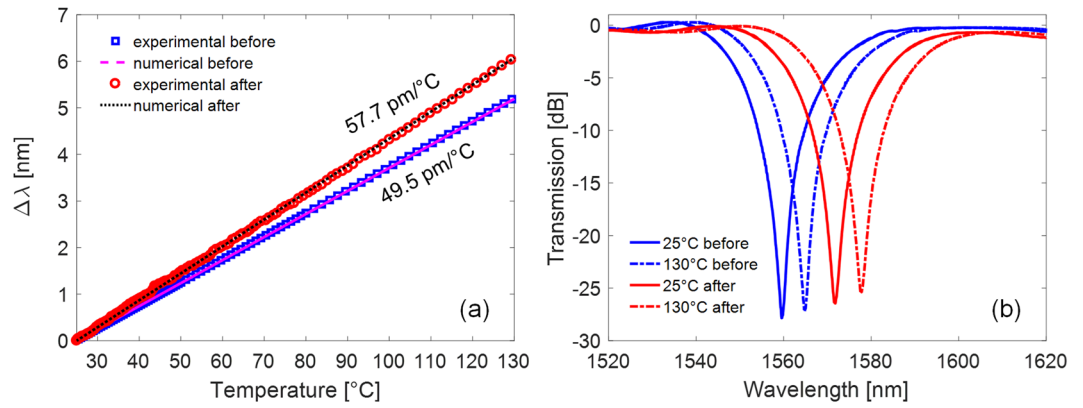 7
6
5
4
3
2
1
0
Δλ [nm]
experimental before
numerical before
experimental after
numerical after
57.7 pm/°C
49.5 pm/°C
(a)
30 40 50 60 70 80 90 100 110 120 130
Temperature [°C]
0
-5
-10
-15
-20
-25
-30
Transmission [dB]
25°C before
130°C before
25°C after
130°C after
(b)
1520 1540 1560 1580 1600 1620
Wavelength [nm]